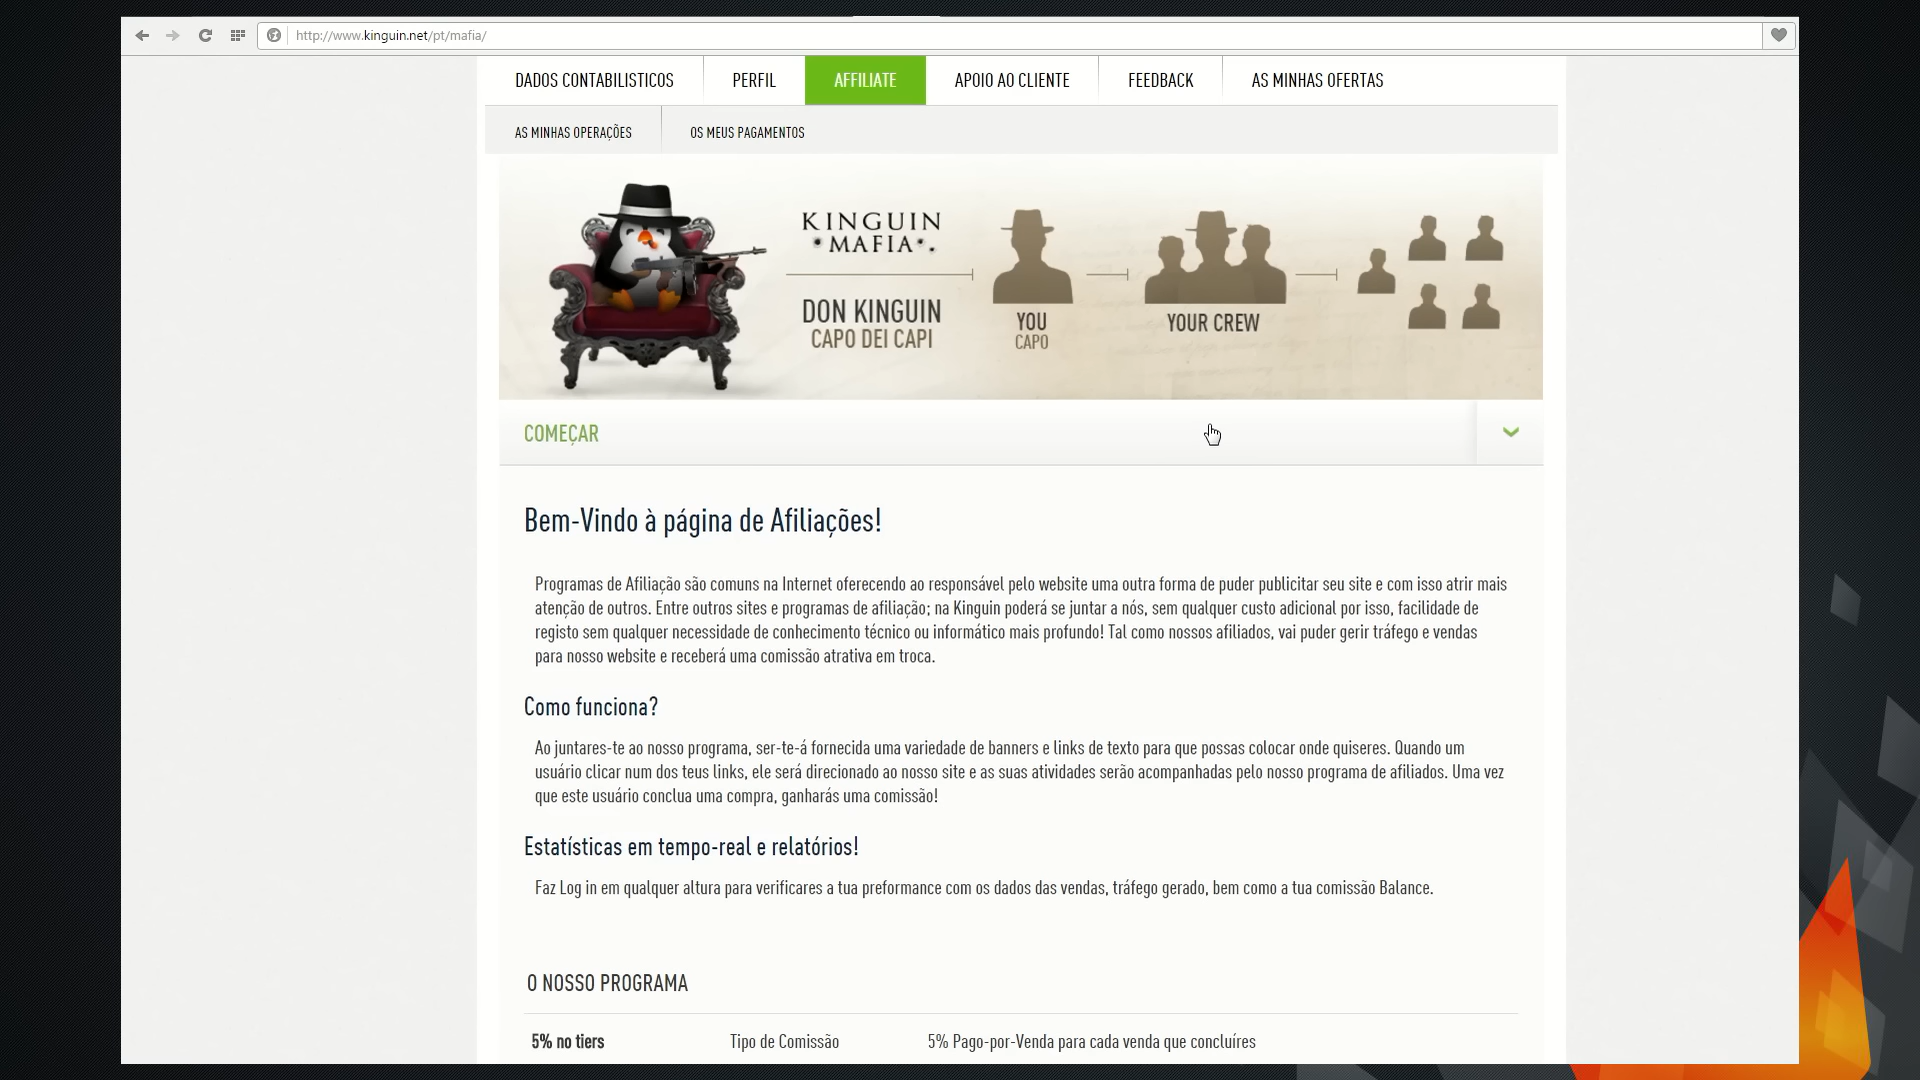 http://www.kinguin.net/pt/mafia/
DADOS CONTABILISTICOS PERFIL AFFILIATE APOIO AO CLIENTE FEEDBACK AS MINHAS OFERTAS
AS MINHAS OPERAÇÕES OS MEUS PAGAMENTOS
KINGUIN
MAFIA
DON KINGUIN
CAPO DEI CAPI
YOU
CAPO
YOUR CREW
COMEÇAR
Bem-Vindo à página de Afiliações!
Programas de Afiliação são comuns na Internet oferecendo ao responsável pelo website uma outra forma de puder publicitar seu site e com isso atrir mais
atenção de outros. Entre outros sites e programas de afiliação; na Kinguin poderá se juntar a nós, sem qualquer custo adicional por isso, facilidade de
registo sem qualquer necessidade de conhecimento técnico ou informático mais profundo! Tal como nossos afiliados, vai puder gerir tráfego e vendas
para nosso website e receberá uma comissão atrativa em troca.
Como funciona?
Ao juntares-te ao nosso programa, ser-te-á fornecida uma variedade de banners e links de texto para que possas colocar onde quiseres. Quando um
usuário clicar num dos teus links, ele será direcionado ao nosso site e as suas atividades serão acompanhadas pelo nosso programa de afiliados. Uma vez
que este usuário conclua uma compra, ganharás uma comissão!
Estatísticas em tempo-real e relatórios!
Faz Log in em qualquer altura para verificares a tua preformance com os dados das vendas, tráfego gerado, bem como a tua comissão Balance.
O NOSSO PROGRAMA
5% no tiers Tipo de Comissão 5% Pago-por-Venda para cada venda que concluíres